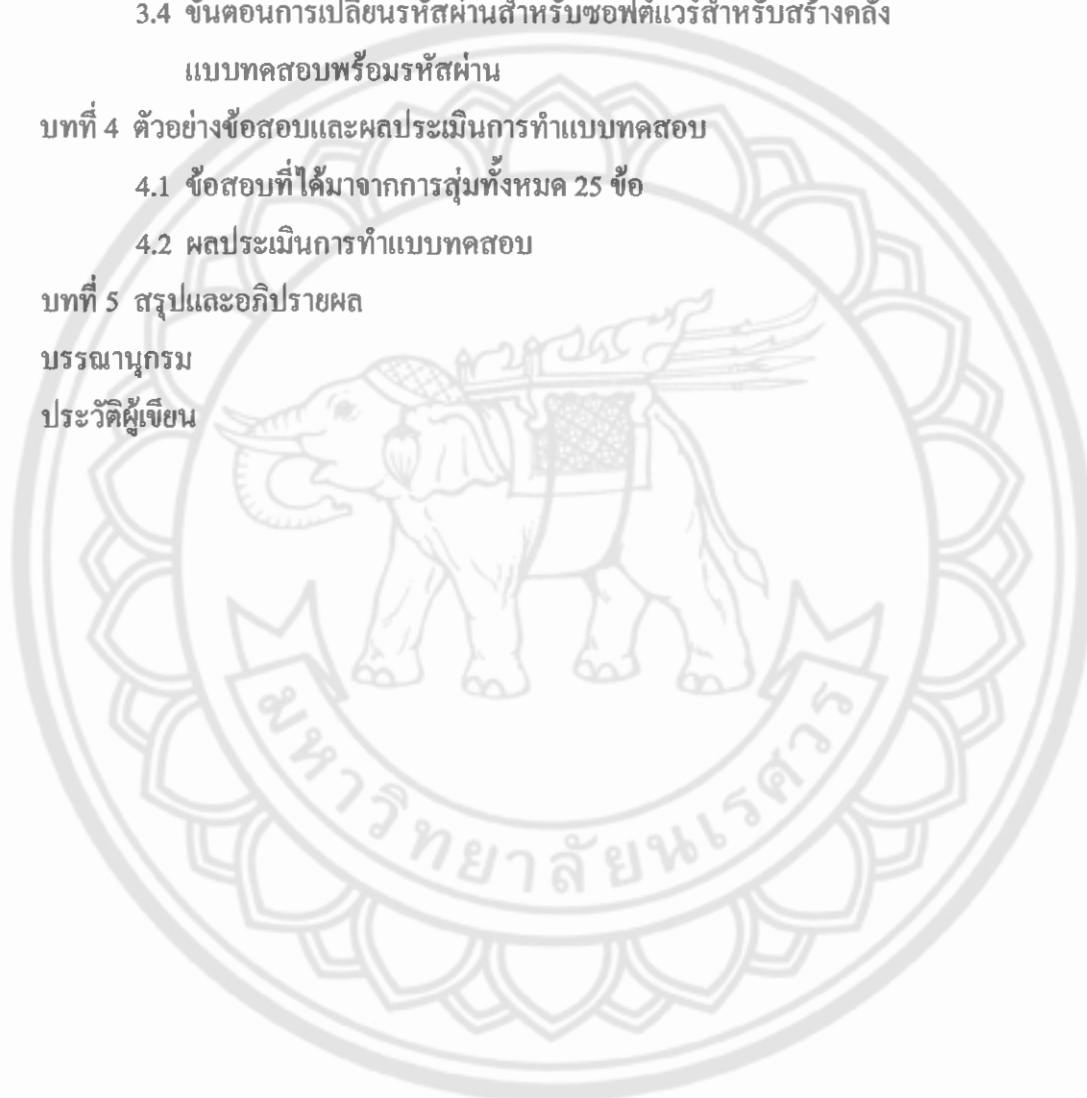 3.4 ขั้นตอนการเปลี่ยนรหัสผ่านสำหรับซอฟต์แวร์สำหรับสร้างคลัง
แบบทดสอบพร้อมรหัสผ่าน
บทที่ 4 ตัวอย่างข้อสอบและผลประเมินการทำแบบทดสอบ
4.1 ข้อสอบที่ได้มาจากการสุ่มทั้งหมด 25 ข้อ
4.2 ผลประเมินการทำแบบทดสอบ
บทที่ 5 สรุปและอภิปรายผล
บรรณานุกรม
ประวัติผู้เขียน
มหาวิทยาลัยนเรศวร